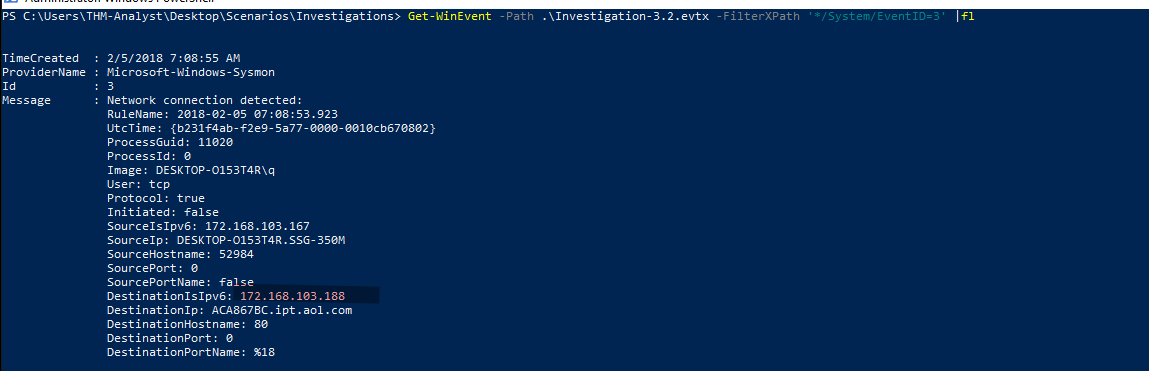 Administrator: Windows PowerShell
PS C:\Users\THM-Analyst\Desktop\Scenarios\Investigations> Get-WinEvent -Path .\Investigation-3.2.evtx -FilterXPath '*/System/EventID=3' |fl
TimeCreated : 2/5/2018 7:08:55 AM
ProviderName : Microsoft-Windows-Sysmon
Id : 3
Message : Network connection detected:
RuleName: 2018-02-05 07:08:53.923
UtcTime: {b231f4ab-f2e9-5a77-0000-0010cb670802}
ProcessGuid: 11020
ProcessId: 0
Image: DESKTOP-O153T4R\q
User: tcp
Protocol: true
Initiated: false
SourceIsIpv6: 172.168.103.167
SourceIp: DESKTOP-O153T4R.SSG-350M
SourceHostname: 52984
SourcePort: 0
SourcePortName: false
DestinationIsIpv6: 172.168.103.188
DestinationIp: ACA867BC.ipt.aol.com
DestinationHostname: 80
DestinationPort: 0
DestinationPortName: %18